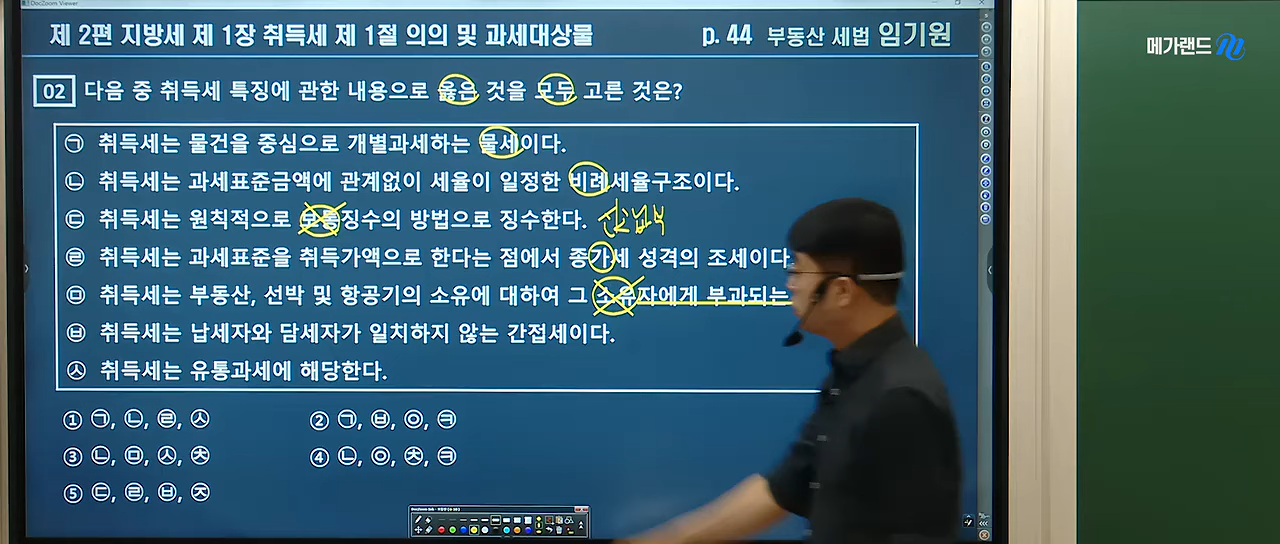 DocZoom Viewer
제 2편 지방세 제 1장 취득세 제 1절 의의 및 과세대상물 p. 44 부동산 세법 임기원
메가랜드
02 다음 중 취득세 특징에 관한 내용으로 옳은 것을 모두 고른 것은?
㉠ 취득세는 물건을 중심으로 개별과세하는 물세이다.
㉡ 취득세는 과세표준금액에 관계없이 세율이 일정한 비례세율구조이다.
㉢ 취득세는 원칙적으로 보통징수의 방법으로 징수한다. 신고납부
㉣ 취득세는 과세표준을 취득가액으로 한다는 점에서 종가세 성격의 조세이다.
㉤ 취득세는 부동산, 선박 및 항공기의 소유에 대하여 그 소유자에게 부과되는
㉥ 취득세는 납세자와 담세자가 일치하지 않는 간접세이다.
㉦ 취득세는 유통과세에 해당한다.
① ㉠, ㉡, ㉣, ㉦ ② ㉠, ㉥, ㉧, ㉪
③ ㉡, ㉤, ㉦, ㉩ ④ ㉡, ㉧, ㉩, ㉪
⑤ ㉢, ㉣, ㉥, ㉨